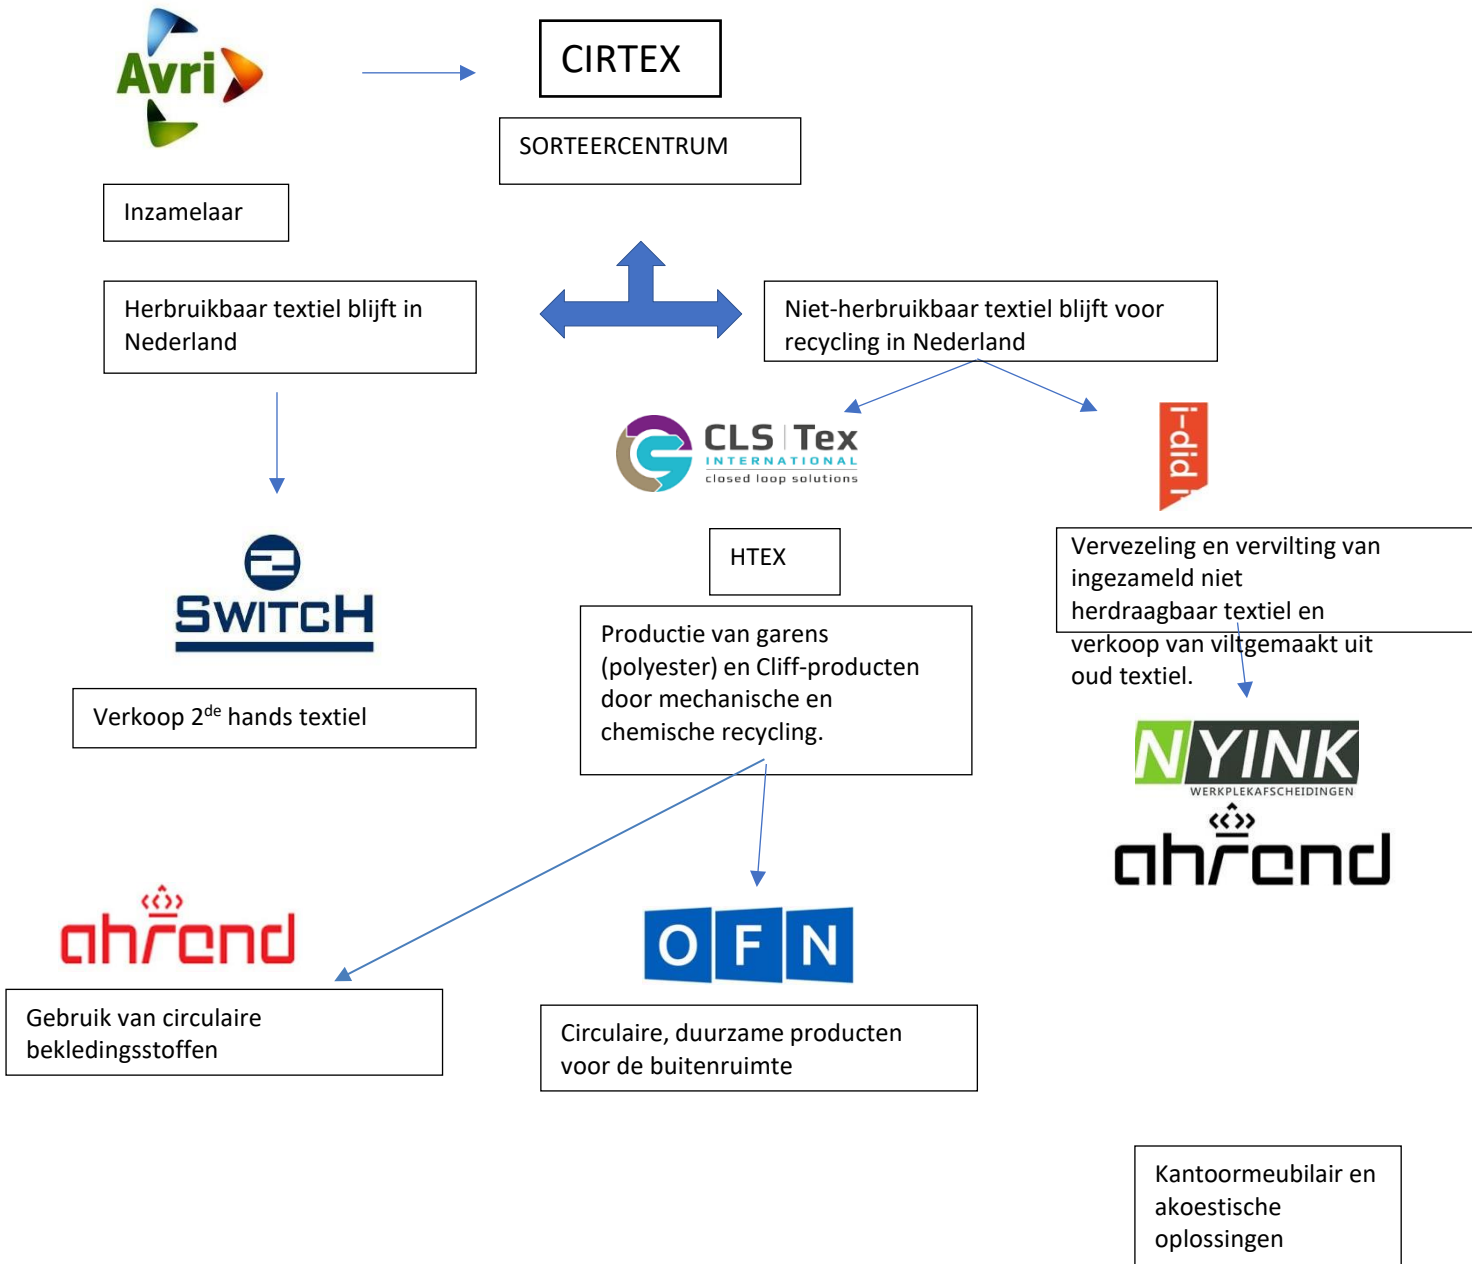 Avri
CIRTEX
SORTEERCENTRUM
Inzamelaar
Herbruikbaar textiel blijft in
Nederland
Niet-herbruikbaar textiel blijft voor
recycling in Nederland
CLS | Tex
INTERNATIONAL
closed loop solutions
i-did
SWITCH
Verkoop 2de hands textiel
HTEX
Productie van garens
(polyester) en Cliff-producten
door mechanische en
chemische recycling.
Vervezeling en vervilting van
ingezameld niet
herdraagbaar textiel en
verkoop van viltgemaakt uit
oud textiel.
NYINK
WERKPLEKAFSCHEIDINGEN
ahrend
ahrend
Gebruik van circulaire
bekledingsstoffen
OFN
Circulaire, duurzame producten
voor de buitenruimte
Kantoormeubilair en
akoestische
oplossingen